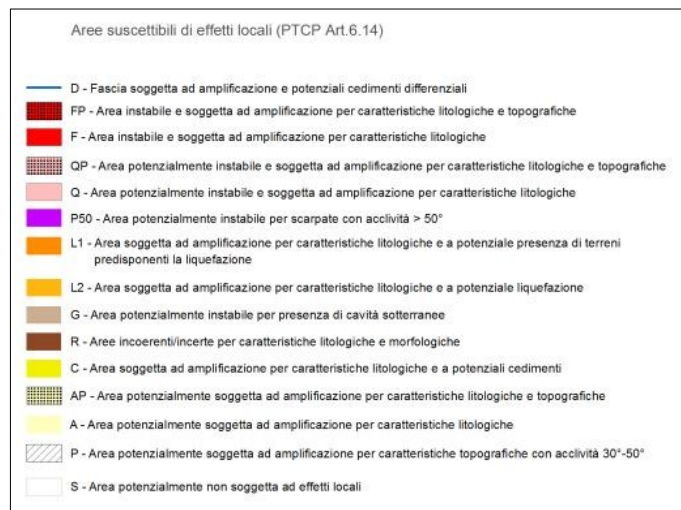 Aree suscettibili di effetti locali (PTCP Art.6.14)
D - Fascia soggetta ad amplificazione e potenziali cedimenti differenziali
FP - Area instabile e soggetta ad amplificazione per caratteristiche litologiche e topografiche
F - Area instabile e soggetta ad amplificazione per caratteristiche litologiche
QP - Area potenzialmente instabile e soggetta ad amplificazione per caratteristiche litologiche e topografiche
Q - Area potenzialmente instabile e soggetta ad amplificazione per caratteristiche litologiche
P50 - Area potenzialmente instabile per scarpate con acclività > 50°
L1 - Area soggetta ad amplificazione per caratteristiche litologiche e a potenziale presenza di terreni
predisponenti la liquefazione
L2 - Area soggetta ad amplificazione per caratteristiche litologiche e a potenziale liquefazione
G - Area potenzialmente instabile per presenza di cavità sotterranee
R - Aree incoerenti/incerte per caratteristiche litologiche e morfologiche
C - Area soggetta ad amplificazione per caratteristiche litologiche e a potenziali cedimenti
AP - Area potenzialmente soggetta ad amplificazione per caratteristiche litologiche e topografiche
A - Area potenzialmente soggetta ad amplificazione per caratteristiche litologiche
P - Area potenzialmente soggetta ad amplificazione per caratteristiche topografiche con acclività 30°-50°
S - Area potenzialmente non soggetta ad effetti locali